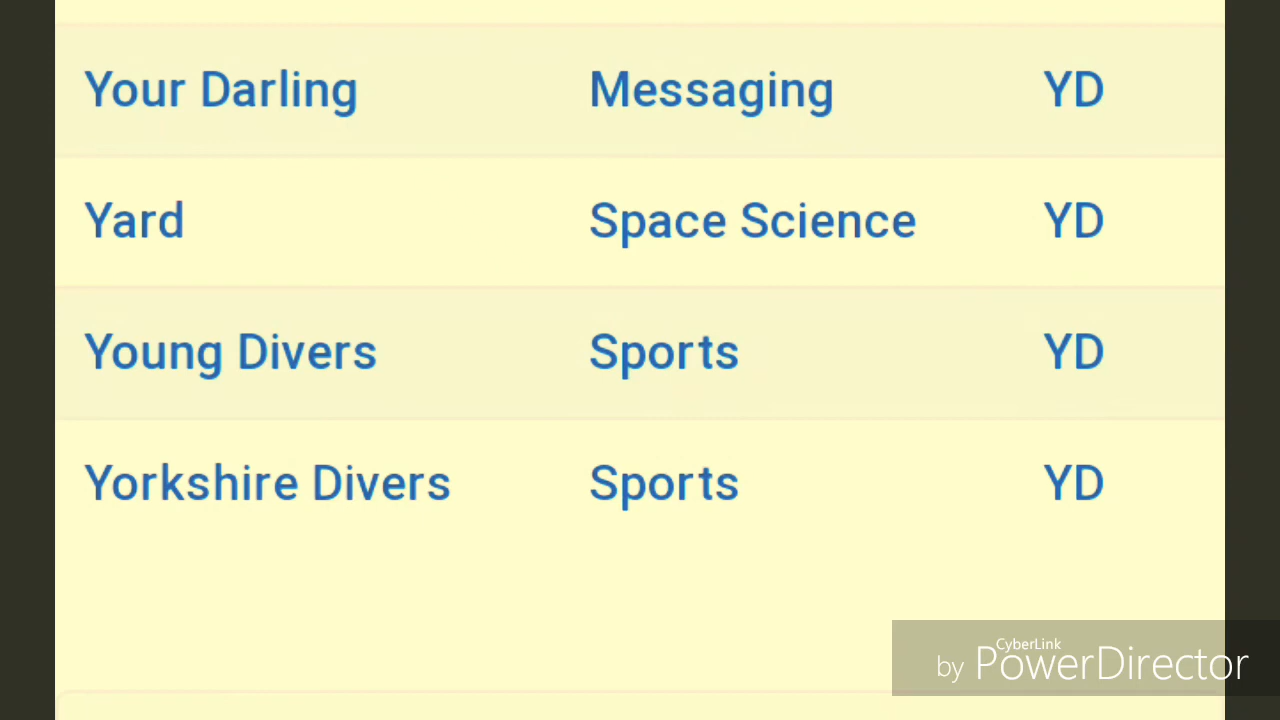 Your Darling Messaging YD
Yard Space Science YD
Young Divers Sports YD
Yorkshire Divers Sports YD
CyberLink
by PowerDirector